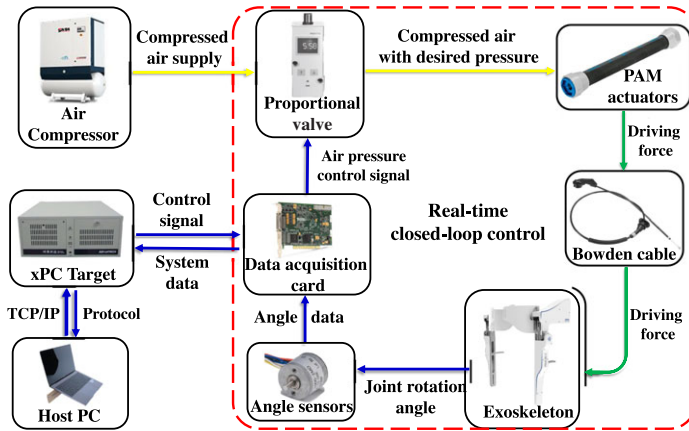 Compressed
air supply
Compressed air
with desired pressure
Air
Compressor
Proportional
valve
PAM
actuators
Driving
force
Air pressure
control signal
Control
signal
System
data
xPC Target
Data acquisition
card
Real-time
closed-loop control
Bowden cable
TCP/IP Protocol
Angle data
Driving
force
Host PC
Angle sensors
Joint rotation
angle
Exoskeleton